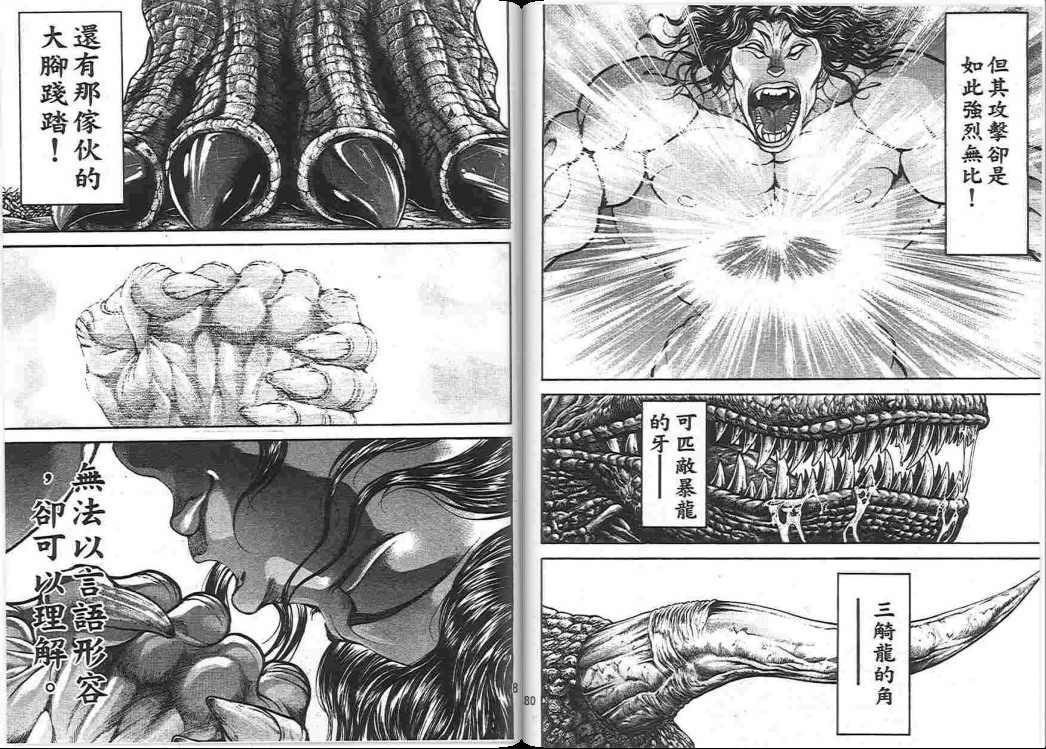 但其攻擊卻是
如此強烈無比！
可匹敵暴龍
的牙——
三觭龍的角
——
還有那傢伙的
大腳踐踏！
無法以言語形容
，卻可以理解。
80